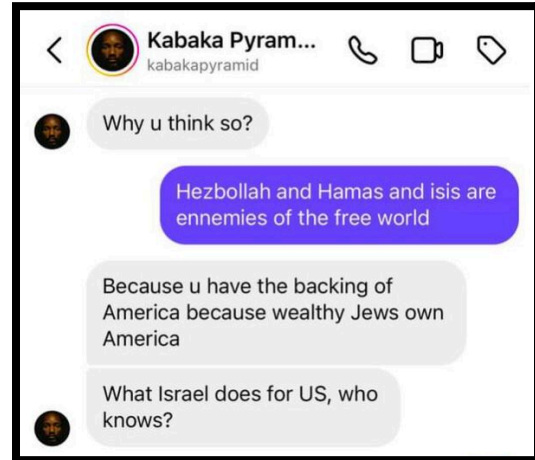 Kabaka Pyram...
kabakapyramid
Why u think so?
Hezbollah and Hamas and isis are
ennemies of the free world
Because u have the backing of
America because wealthy Jews own
America
What Israel does for US, who
knows?